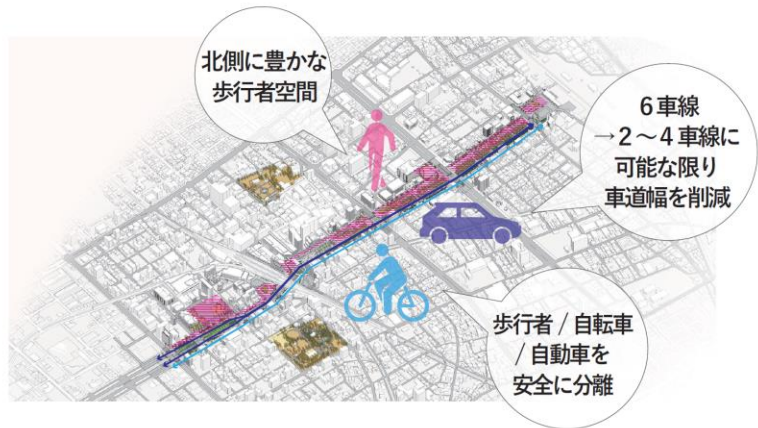 北側に豊かな
歩行者空間
6車線
→2～4車線に
可能な限り
車道幅を削減
歩行者/自転車
/自動車を
安全に分離